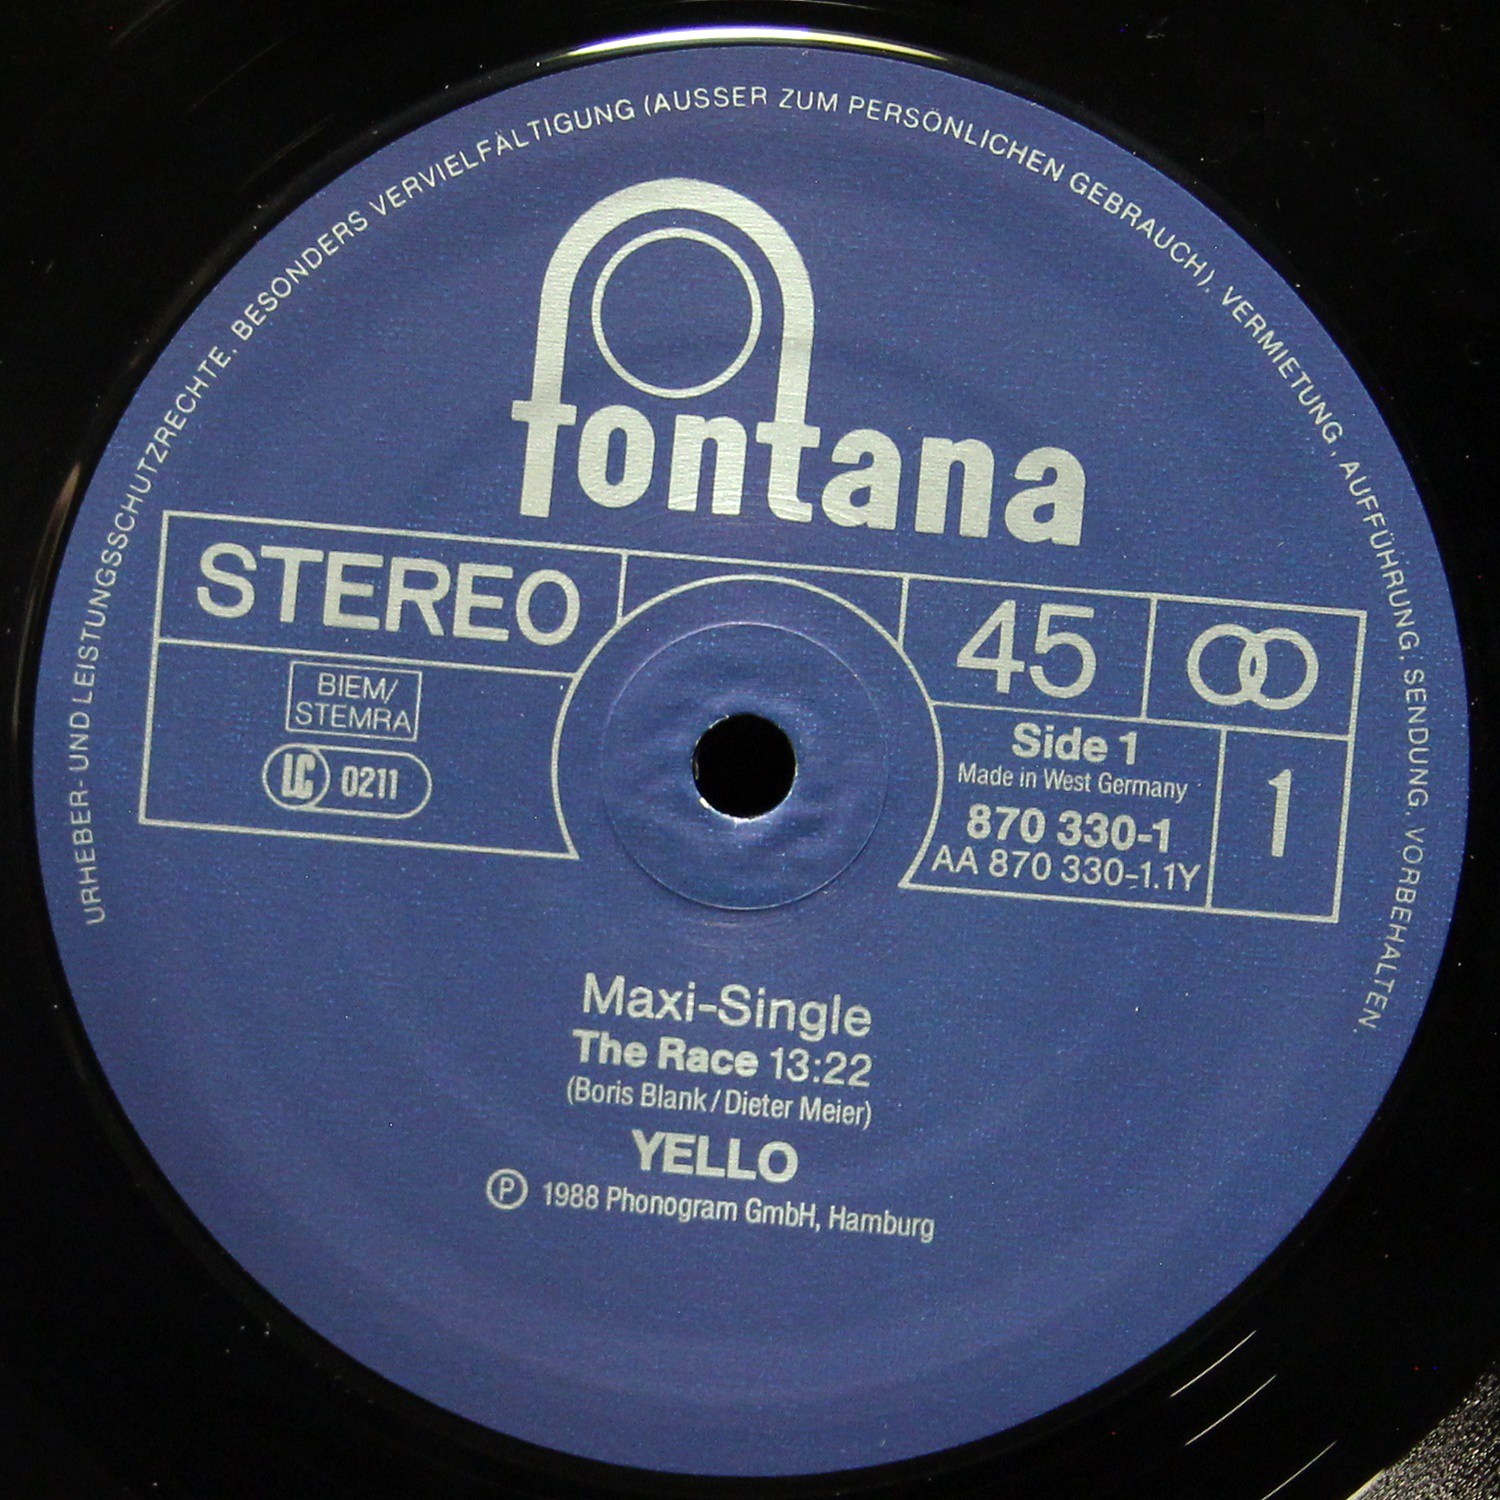 URHEBER- UND LEISTUNGSSCHUTZRECHTE, BESONDERS VERVIELFÄLTIGUNG (AUSSER ZUM PERSÖNLICHEN GEBRAUCH), VERMIETUNG, AUFFÜHRUNG, SENDUNG, VORBEHALTEN.
fontana
STEREO
BIEM/
STEMRA
LC 0211
45
Side 1
Made in West Germany
870 330-1
AA 870 330-1.1Y
1
Maxi-Single
The Race 13:22
(Boris Blank/Dieter Meier)
YELLO
℗ 1988 Phonogram GmbH, Hamburg